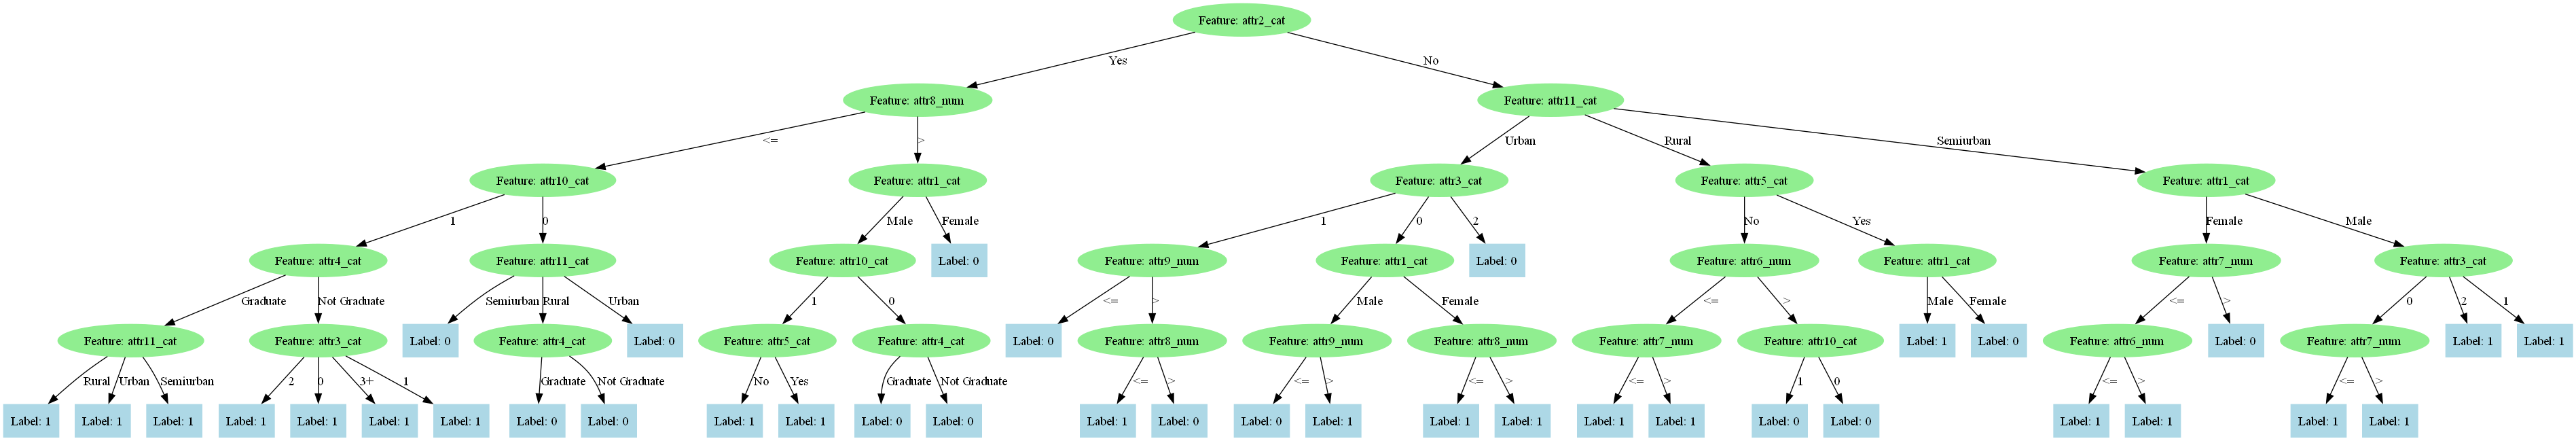 Feature: attr2_cat
Yes No
Feature: attr8_num Feature: attr11_cat
<= > Urban Rural Semiurban
Feature: attr10_cat Feature: attr1_cat Feature: attr3_cat Feature: attr5_cat Feature: attr1_cat
1 0 Male Female 1 0 2 No Yes Female Male
Feature: attr4_cat Feature: attr11_cat Feature: attr10_cat Label: 0 Feature: attr9_num Feature: attr1_cat Label: 0 Feature: attr6_num Feature: attr1_cat Feature: attr7_num Feature: attr3_cat
Graduate Not Graduate Semiurban Rural Urban 1 0 <= > Male Female <= > Male Female <= > 0 2 1
Feature: attr11_cat Feature: attr3_cat Label: 0 Feature: attr4_cat Label: 0 Feature: attr5_cat Feature: attr4_cat Label: 0 Feature: attr8_num Feature: attr9_num Feature: attr8_num Feature: attr7_num Feature: attr10_cat Label: 1 Label: 0 Feature: attr6_num Label: 0 Feature: attr7_num Label: 1 Label: 1
Rural Urban Semiurban 2 0 3+ 1 Graduate Not Graduate No Yes Graduate Not Graduate <= > <= > <= > <= > 1 0 <= > <= >
Label: 1 Label: 1 Label: 1 Label: 1 Label: 1 Label: 1 Label: 1 Label: 0 Label: 0 Label: 1 Label: 1 Label: 0 Label: 0 Label: 1 Label: 0 Label: 0 Label: 1 Label: 1 Label: 1 Label: 1 Label: 1 Label: 0 Label: 0 Label: 1 Label: 1 Label: 1 Label: 1